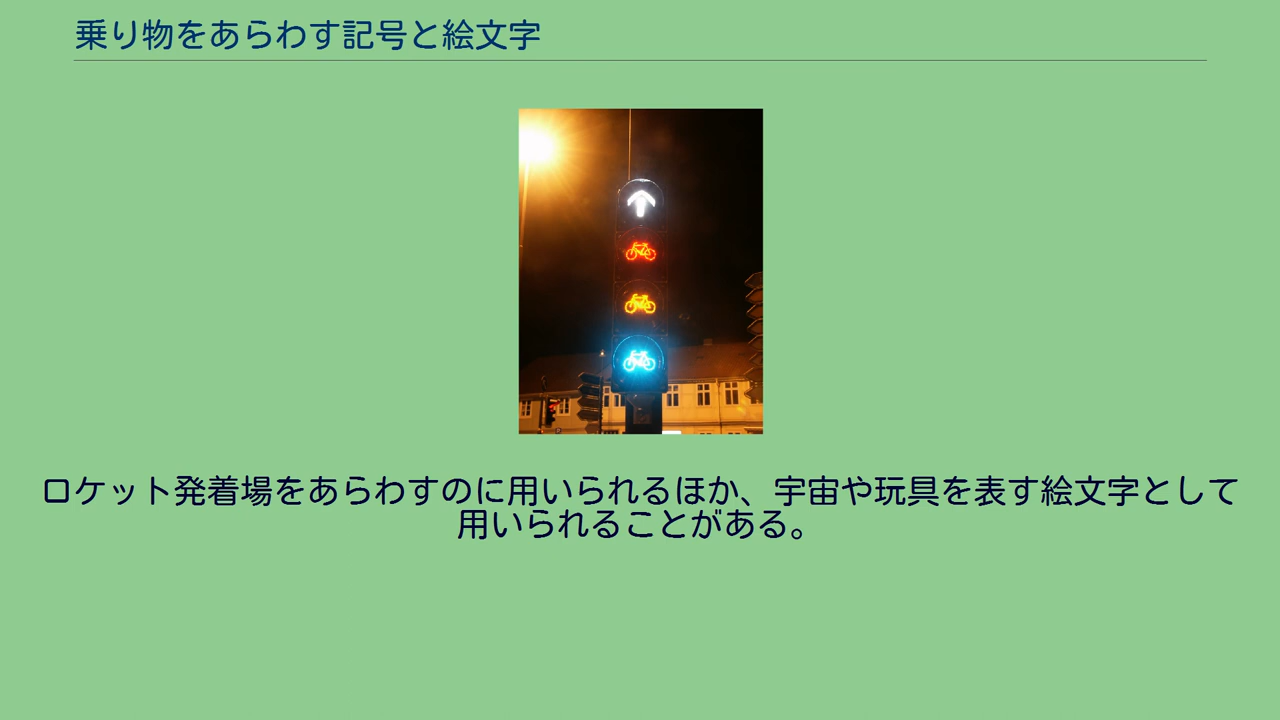 乗り物をあらわす記号と絵文字
ロケット発着場をあらわすのに用いられるほか、宇宙や玩具を表す絵文字として
用いられることがある。